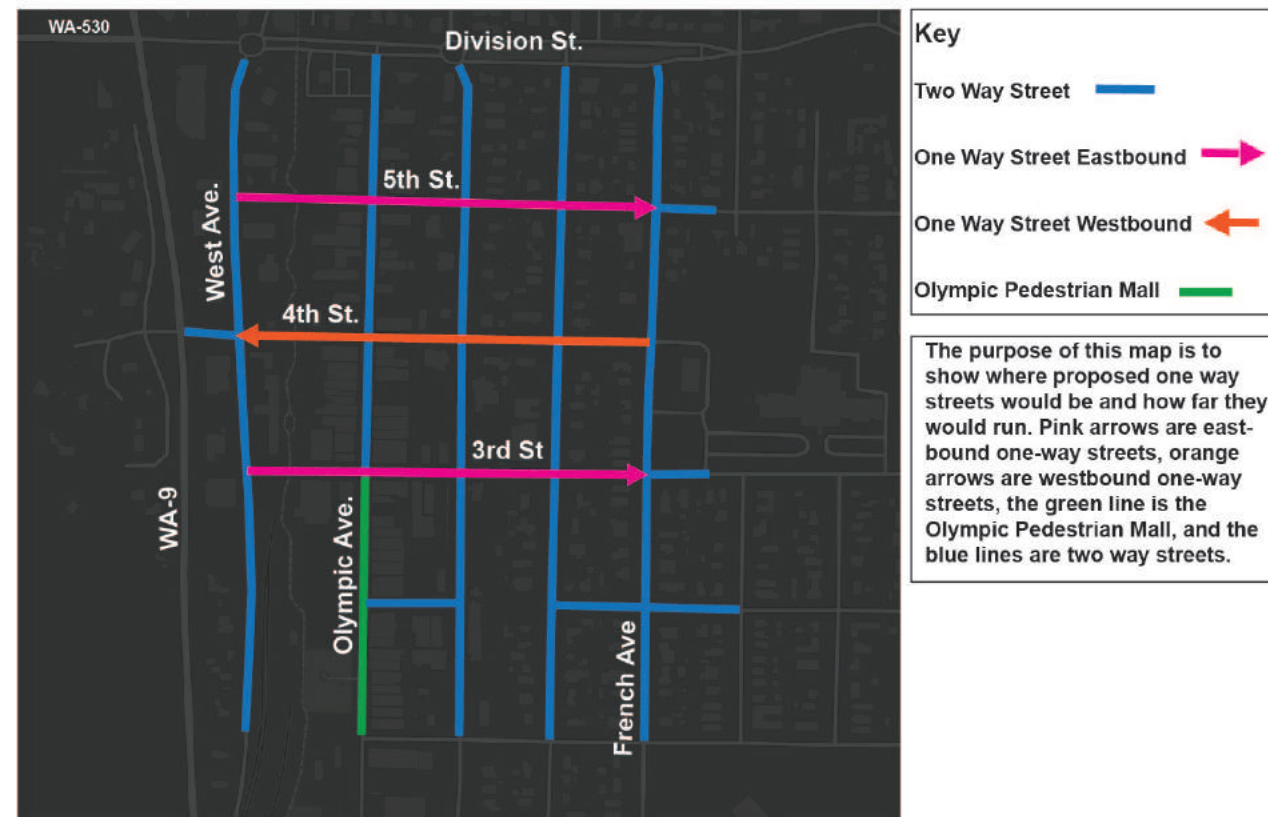 WA-530
Division St.
5th St.
West Ave.
4th St.
3rd St
WA-9
Olympic Ave.
French Ave
Key
Two Way Street
One Way Street Eastbound
One Way Street Westbound
Olympic Pedestrian Mall
The purpose of this map is to
show where proposed one way
streets would be and how far they
would run. Pink arrows are east-
bound one-way streets, orange
arrows are westbound one-way
streets, the green line is the
Olympic Pedestrian Mall, and the
blue lines are two way streets.